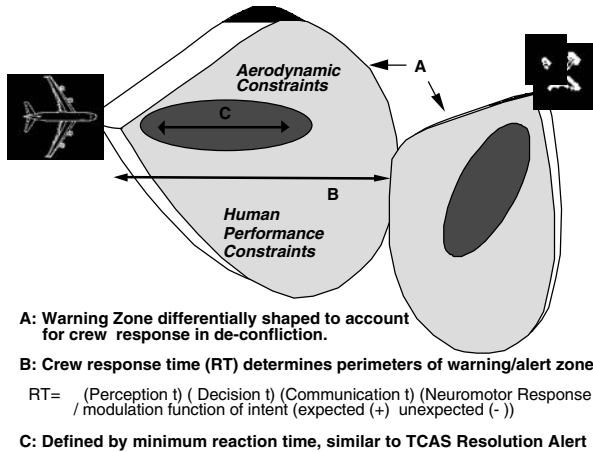 Aerodynamic
Constraints
A
C
B
Human
Performance
Constraints
A: Warning Zone differentially shaped to account
for crew response in de-confliction.
B: Crew response time (RT) determines perimeters of warning/alert zone
RT= (Perception t) ( Decision t) (Communication t) (Neuromotor Response
/ modulation function of intent (expected (+) unexpected (- ))
C: Defined by minimum reaction time, similar to TCAS Resolution Alert